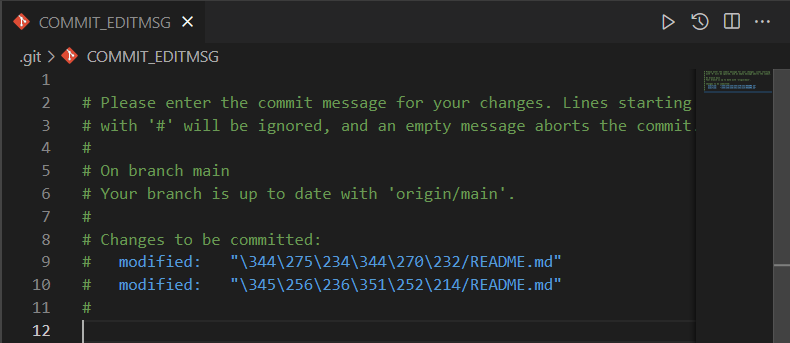 COMMIT_EDITMSG
.git > COMMIT_EDITMSG
1
2 # Please enter the commit message for your changes. Lines starting
3 # with '#' will be ignored, and an empty message aborts the commit.
4 #
5 # On branch main
6 # Your branch is up to date with 'origin/main'.
7 #
8 # Changes to be committed:
9 #   modified:   "\344\275\234\344\270\232/README.md"
10 #   modified:   "\345\256\236\351\252\214/README.md"
11 #
12